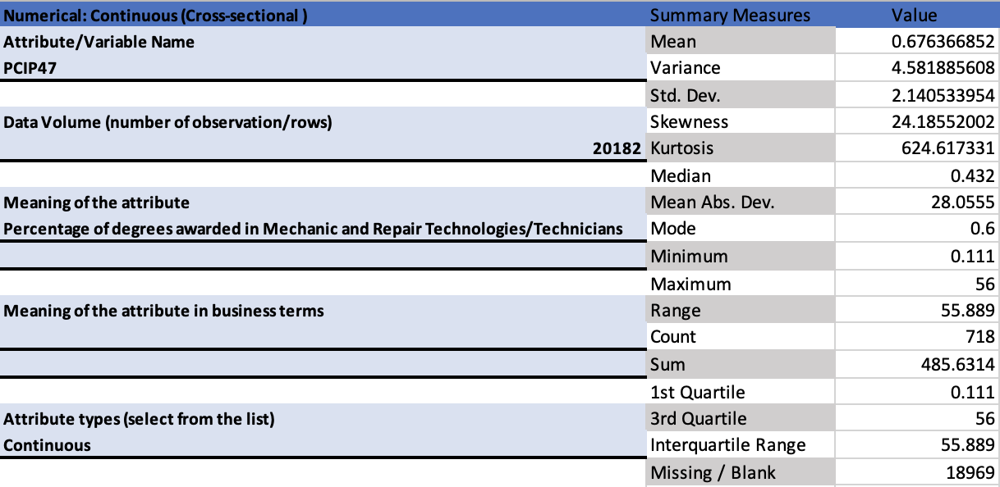 Numerical: Continuous (Cross-sectional ) Summary Measures Value
Attribute/Variable Name Mean 0.676366852
PCIP47 Variance 4.581885608
Std. Dev. 2.140533954
Data Volume (number of observation/rows) Skewness 24.18552002
20182 Kurtosis 624.617331
Median 0.432
Meaning of the attribute Mean Abs. Dev. 28.0555
Percentage of degrees awarded in Mechanic and Repair Technologies/Technicians Mode 0.6
Minimum 0.111
Maximum 56
Meaning of the attribute in business terms Range 55.889
Count 718
Sum 485.6314
1st Quartile 0.111
Attribute types (select from the list) 3rd Quartile 56
Continuous Interquartile Range 55.889
Missing / Blank 18969